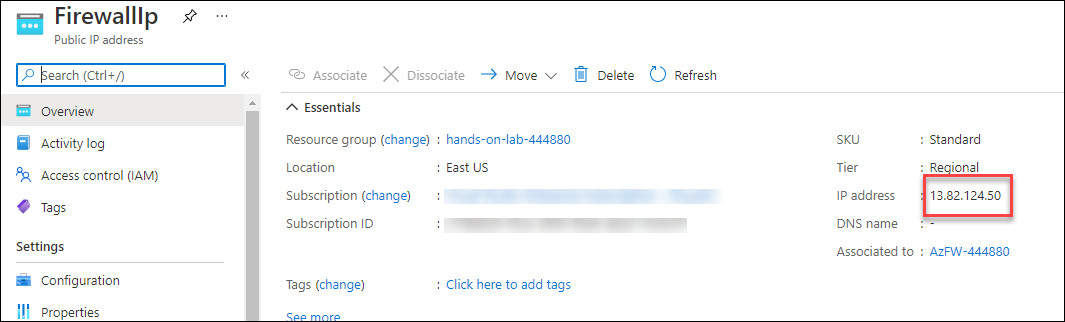 FirewallIp
Public IP address
Search (Ctrl+/)
Associate Dissociate Move Delete Refresh
Overview
Activity log
Access control (IAM)
Tags
Settings
Configuration
Properties
Essentials
Resource group (change) : hands-on-lab-444880
Location : East US
Subscription (change) :
Subscription ID :
SKU : Standard
Tier : Regional
IP address : 13.82.124.50
DNS name : -
Associated to : AzFW-444880
Tags (change) : Click here to add tags
See more